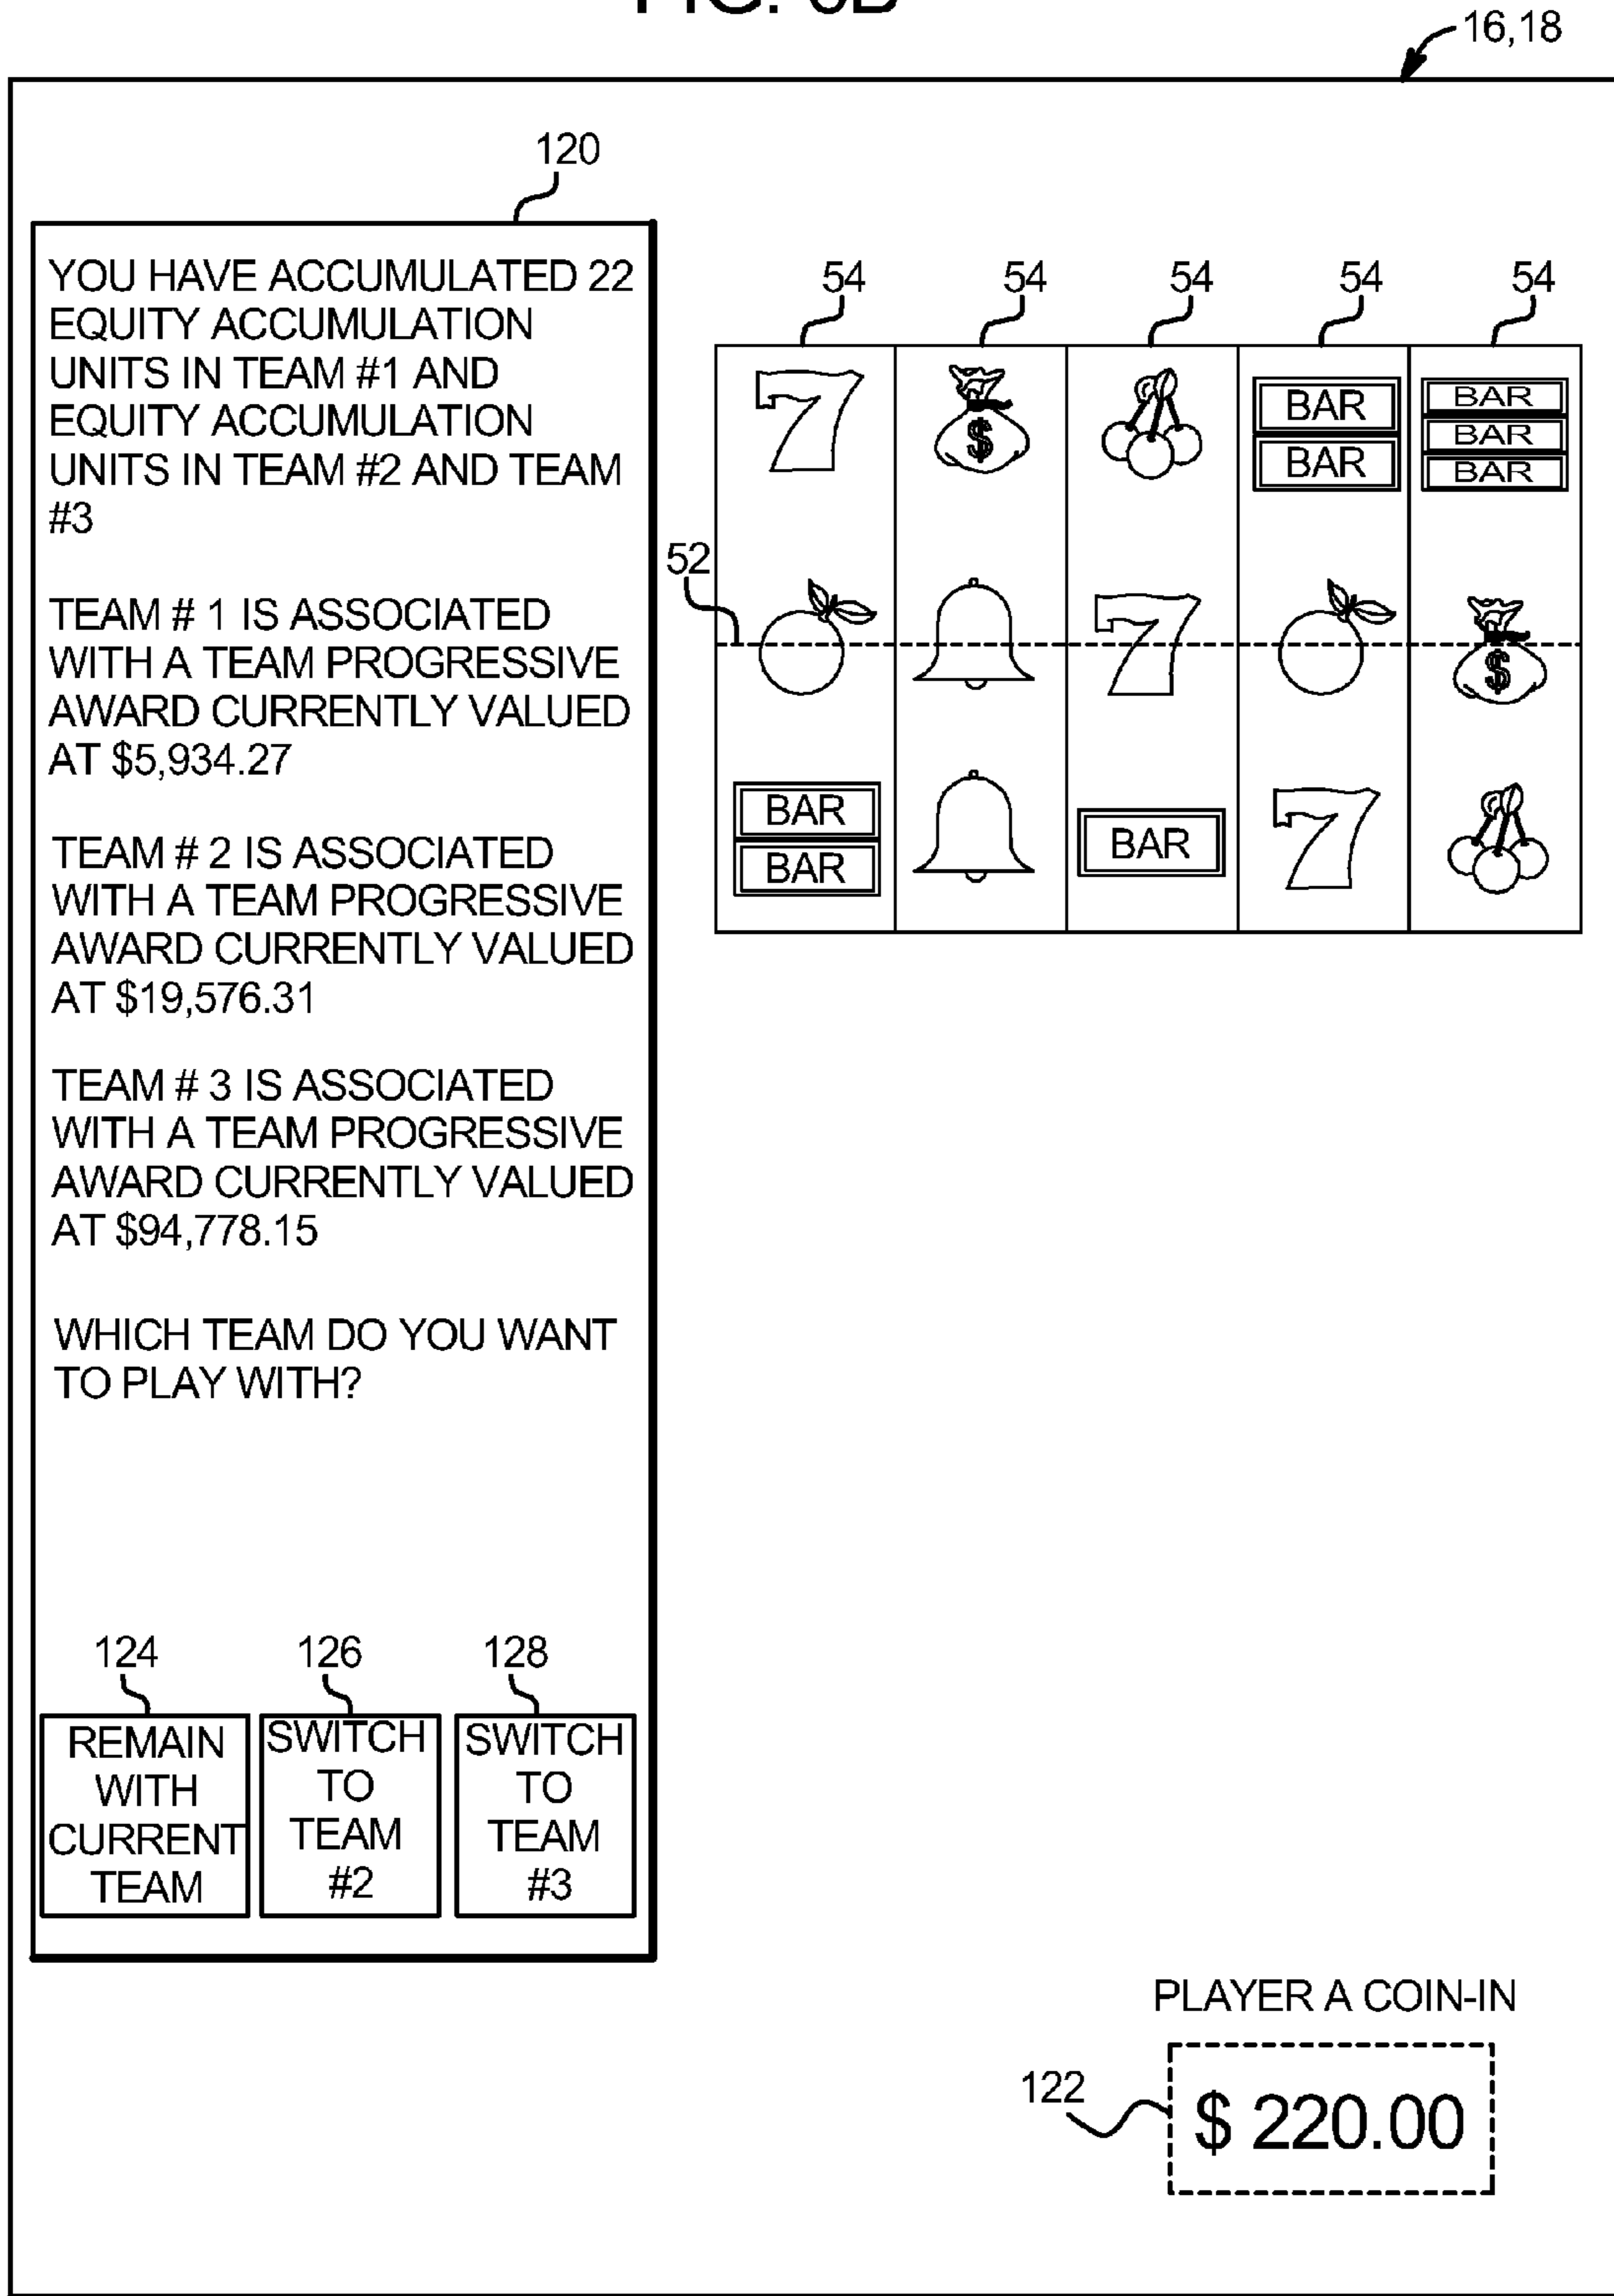 16,18
120
YOU HAVE ACCUMULATED 22
EQUITY ACCUMULATION
UNITS IN TEAM #1 AND
EQUITY ACCUMULATION
UNITS IN TEAM #2 AND TEAM
#3
TEAM # 1 IS ASSOCIATED
WITH A TEAM PROGRESSIVE
AWARD CURRENTLY VALUED
AT $5,934.27
TEAM # 2 IS ASSOCIATED
WITH A TEAM PROGRESSIVE
AWARD CURRENTLY VALUED
AT $19,576.31
TEAM # 3 IS ASSOCIATED
WITH A TEAM PROGRESSIVE
AWARD CURRENTLY VALUED
AT $94,778.15
WHICH TEAM DO YOU WANT
TO PLAY WITH?
124 126 128
REMAIN
WITH
CURRENT
TEAM
SWITCH
TO
TEAM
#2
SWITCH
TO
TEAM
#3
54 54 54 54 54
7 $ BAR BAR
BAR BAR
BAR
52
7 $
BAR BAR 7
BAR
PLAYER A COIN-IN
122
$ 220.00